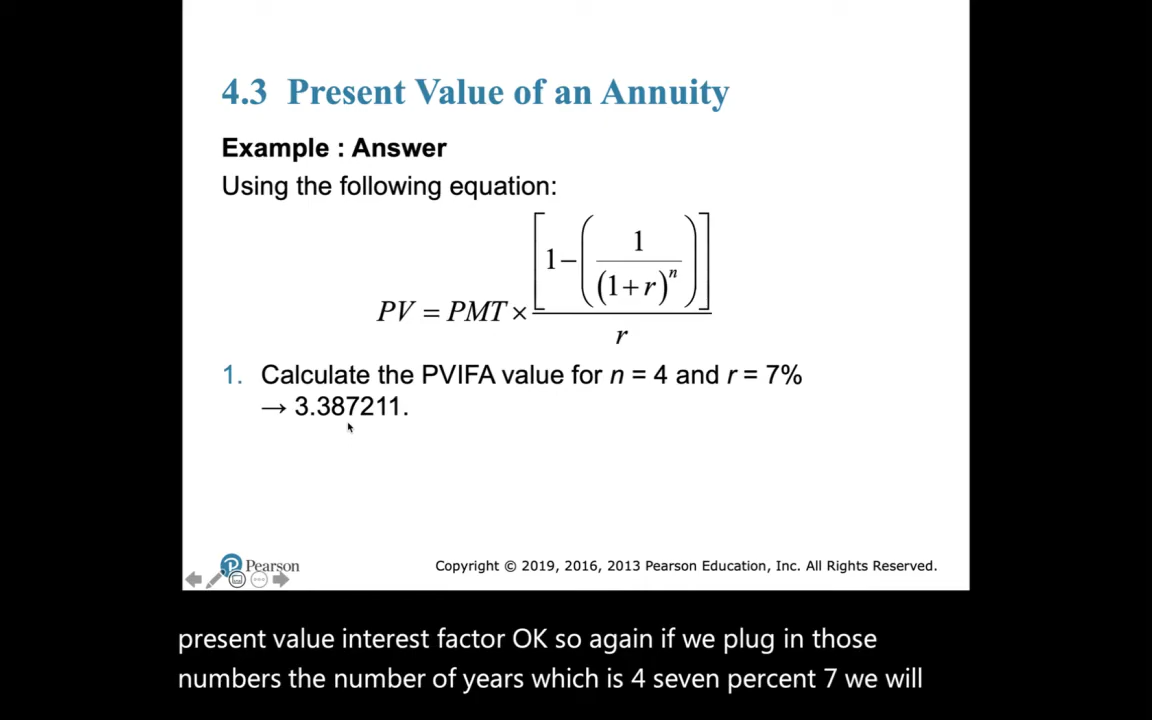 4.3 Present Value of an Annuity
Example : Answer
Using the following equation:
PV = PMT × [1 − (1 / (1 + r)^n)] / r
1. Calculate the PVIFA value for n = 4 and r = 7%
→ 3.387211.
Pearson
Copyright © 2019, 2016, 2013 Pearson Education, Inc. All Rights Reserved.
present value interest factor OK so again if we plug in those
numbers the number of years which is 4 seven percent 7 we will